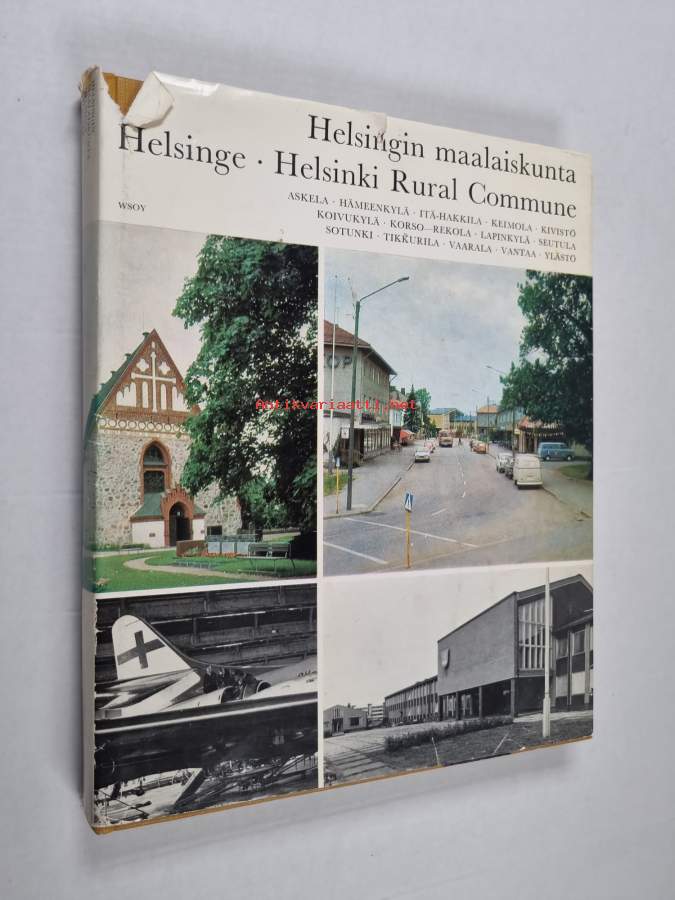 Helsingin maalaiskunta
Helsinge · Helsinki Rural Commune
ASKELA · HÄMEENKYLÄ · ITÄ-HAKKILA · KEIMOLA · KIVISTÖ
KOIVUKYLÄ · KORSO—REKOLA · LAPINKYLÄ · SEUTULA
SOTUNKI · TIKKURILA · VAARALA · VANTAA · YLÄSTÖ
WSOY
KOP
antikvariaatti.net